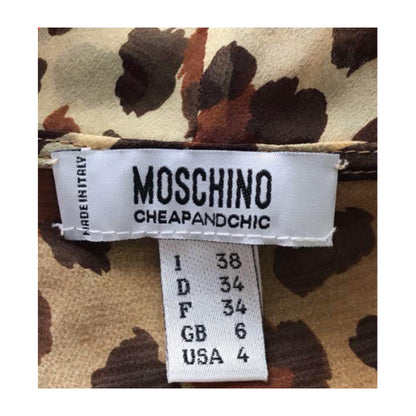 MADE IN ITALY
MOSCHINO
CHEAPANDCHIC
I 38
D 34
F 34
GB 6
USA 4